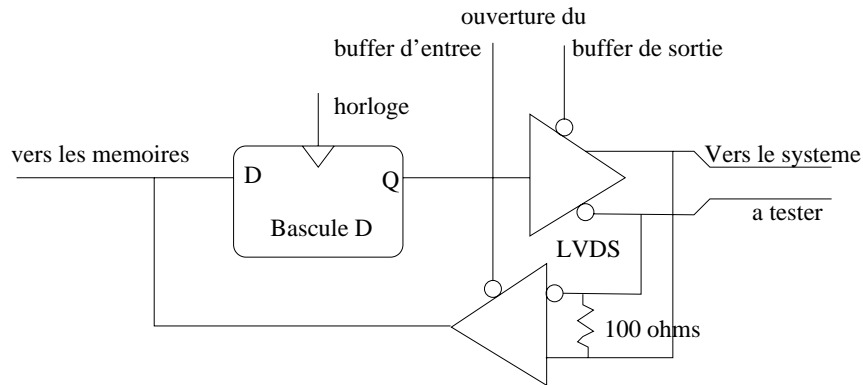 ouverture du
buffer d'entree
buffer de sortie
horloge
vers les memoires
Vers le systeme
D
Q
a tester
Bascule D
LVDS
100 ohms